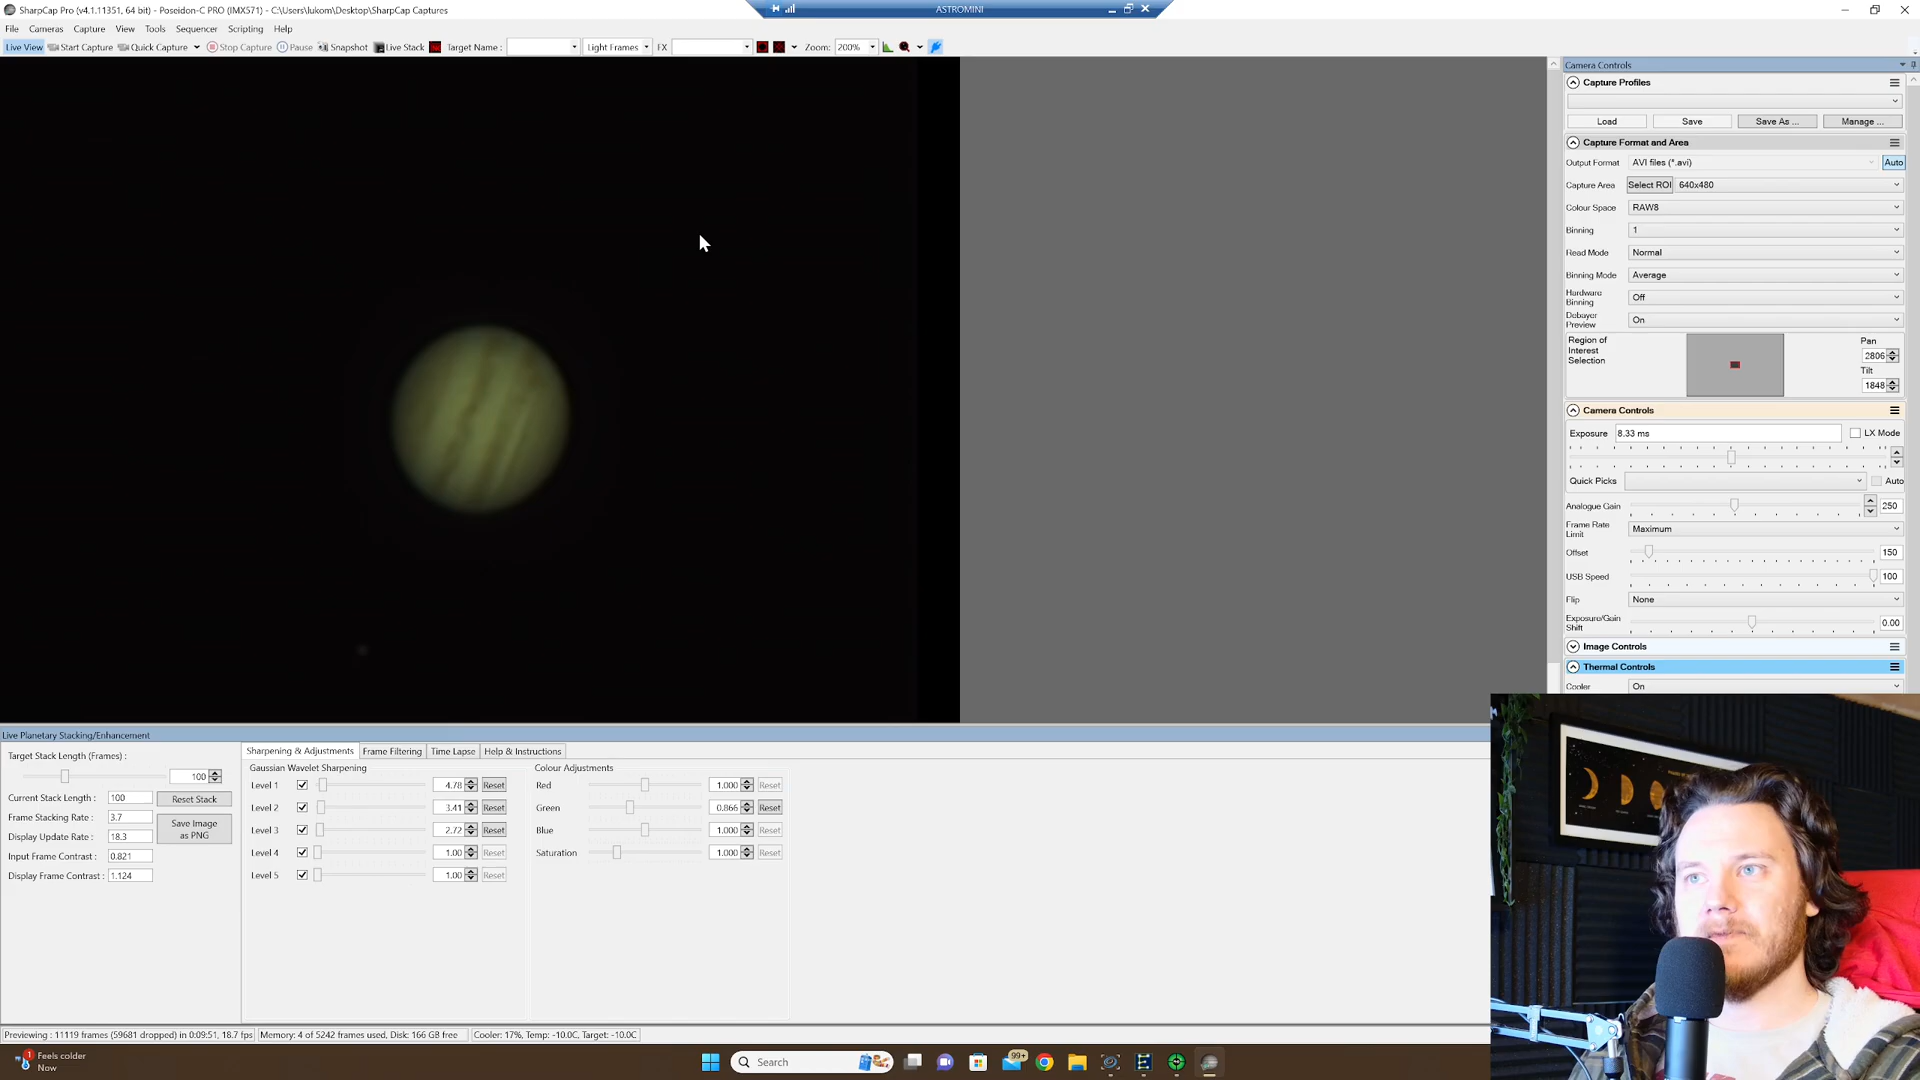 SharpCap Pro (v4.1.11351, 64 bit) - Poseidon-C PRO (IMX571) - C:\Users\lukom\Desktop\SharpCap Captures
ASTROMINI
File Cameras Capture View Tools Sequencer Scripting Help
Live View Start Capture Quick Capture Stop Capture Pause Snapshot Live Stack Target Name : Light Frames FX Zoom: 200%
Camera Controls
Capture Profiles
Load Save Save As ... Manage ...
Capture Format and Area
Output Format AVI files (*.avi) Auto
Capture Area Select ROI 640x480
Colour Space RAW8
Binning 1
Read Mode Normal
Binning Mode Average
Hardware Binning Off
Debayer Preview On
Region of Interest Selection
Pan
2806
Tilt
1848
Camera Controls
Exposure 8.33 ms LX Mode
Quick Picks Auto
Analogue Gain 250
Frame Rate Limit Maximum
Offset 150
USB Speed 100
Flip None
Exposure/Gain Shift 0.00
Image Controls
Thermal Controls
Cooler On
Live Planetary Stacking/Enhancement
Target Stack Length (Frames) :
100
Current Stack Length : 100 Reset Stack
Frame Stacking Rate : 3.7
Display Update Rate : 18.3
Save Image as PNG
Input Frame Contrast : 0.821
Display Frame Contrast : 1.124
Sharpening & Adjustments Frame Filtering Time Lapse Help & Instructions
Gaussian Wavelet Sharpening
Level 1 4.78 Reset
Level 2 3.41 Reset
Level 3 2.72 Reset
Level 4 1.00 Reset
Level 5 1.00 Reset
Colour Adjustments
Red 1.000 Reset
Green 0.866 Reset
Blue 1.000 Reset
Saturation 1.000 Reset
Previewing : 11119 frames (59681 dropped) in 0:09:51, 18.7 fps Memory: 4 of 5242 frames used, Disk: 166 GB free Cooler: 17%, Temp: -10.0C, Target: -10.0C
1
Feels colder
Now
Search
99+